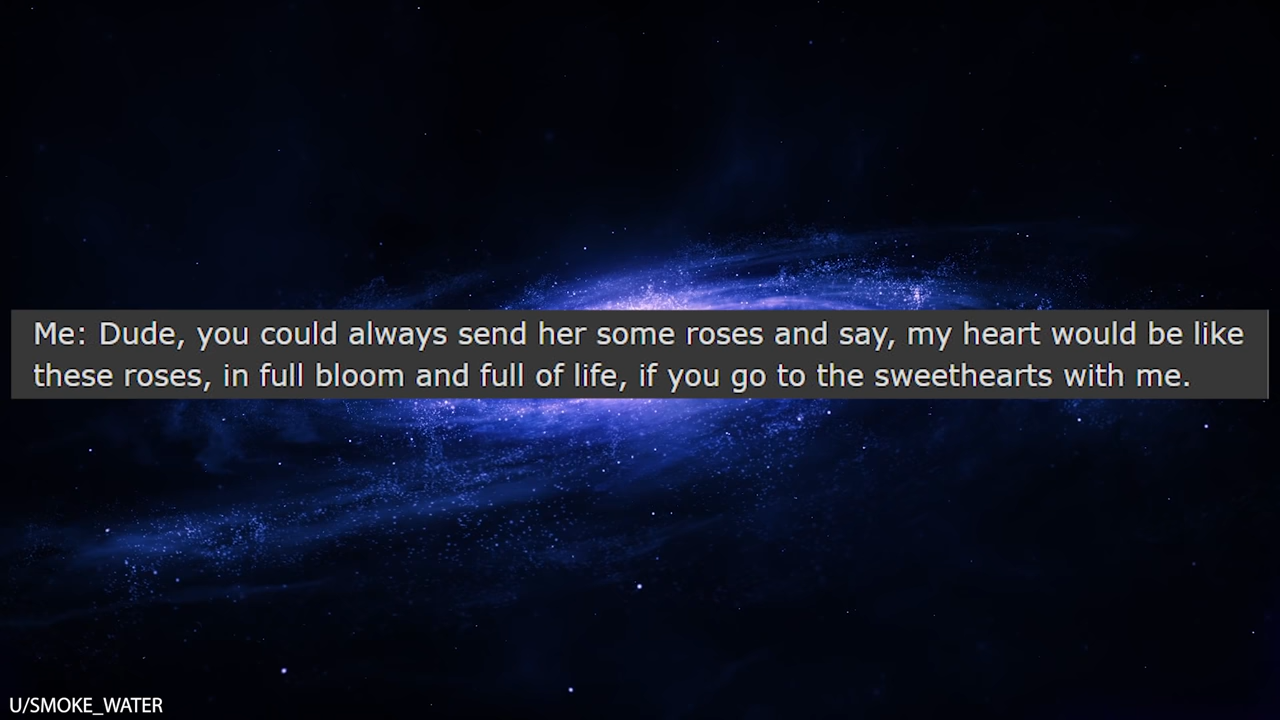 Me: Dude, you could always send her some roses and say, my heart would be like
these roses, in full bloom and full of life, if you go to the sweethearts with me.
U/SMOKE_WATER